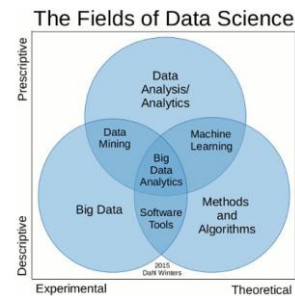 The Fields of Data Science
Prescriptive
Data
Analysis/
Analytics
Data
Mining
Machine
Learning
Big
Data
Analytics
Big Data
Software
Tools
Methods
and
Algorithms
Descriptive
2015
Dahl Winters
Experimental
Theoretical